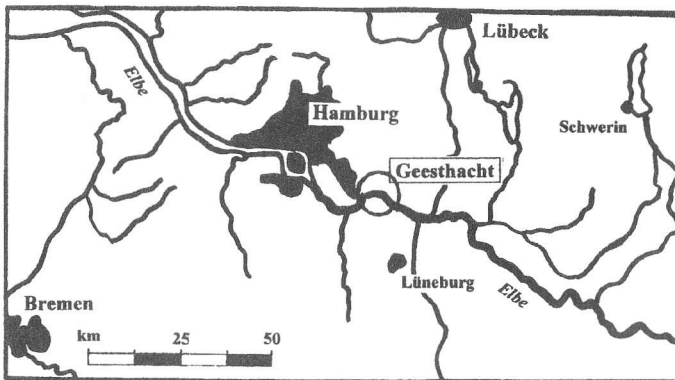 Lübeck
Elbe
Hamburg
Schwerin
Geesthacht
Lüneburg
Elbe
Bremen
km 25 50